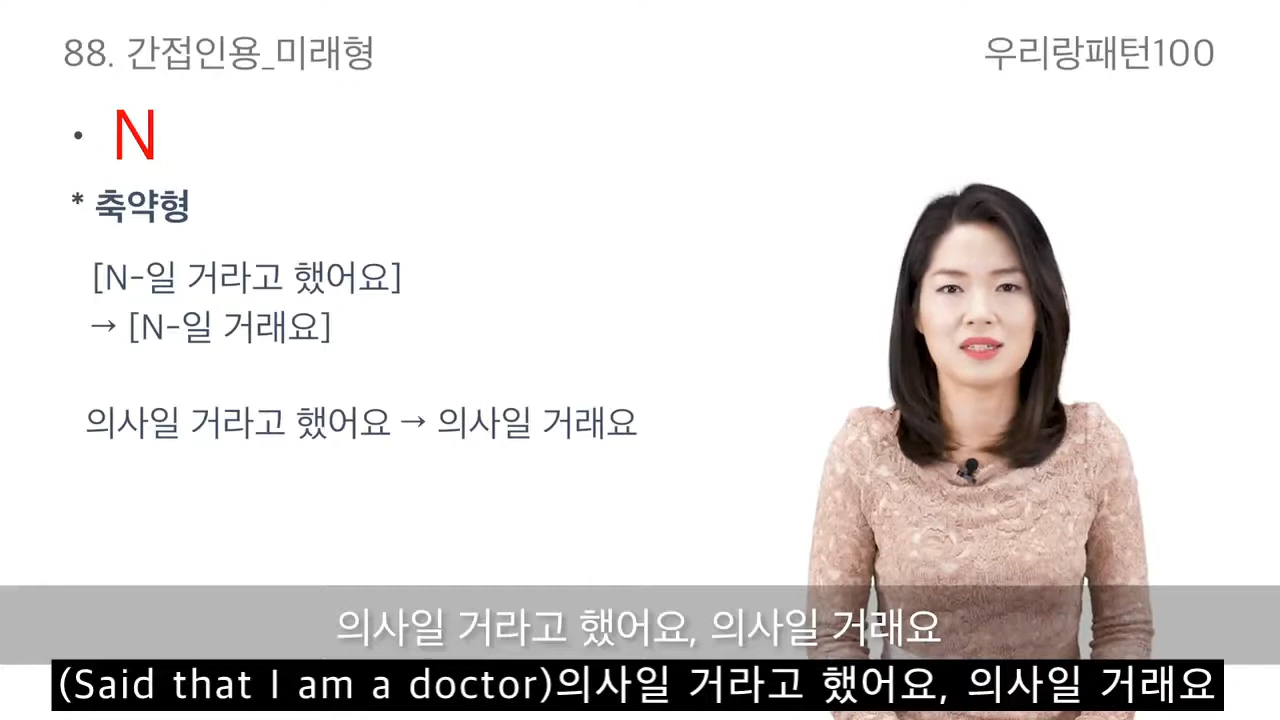 88. 간접인용_미래형
우리랑패턴100
• N
* 축약형
[N-일 거라고 했어요]
→ [N-일 거래요]
의사일 거라고 했어요 → 의사일 거래요
의사일 거라고 했어요, 의사일 거래요
(Said that I am a doctor)의사일 거라고 했어요, 의사일 거래요